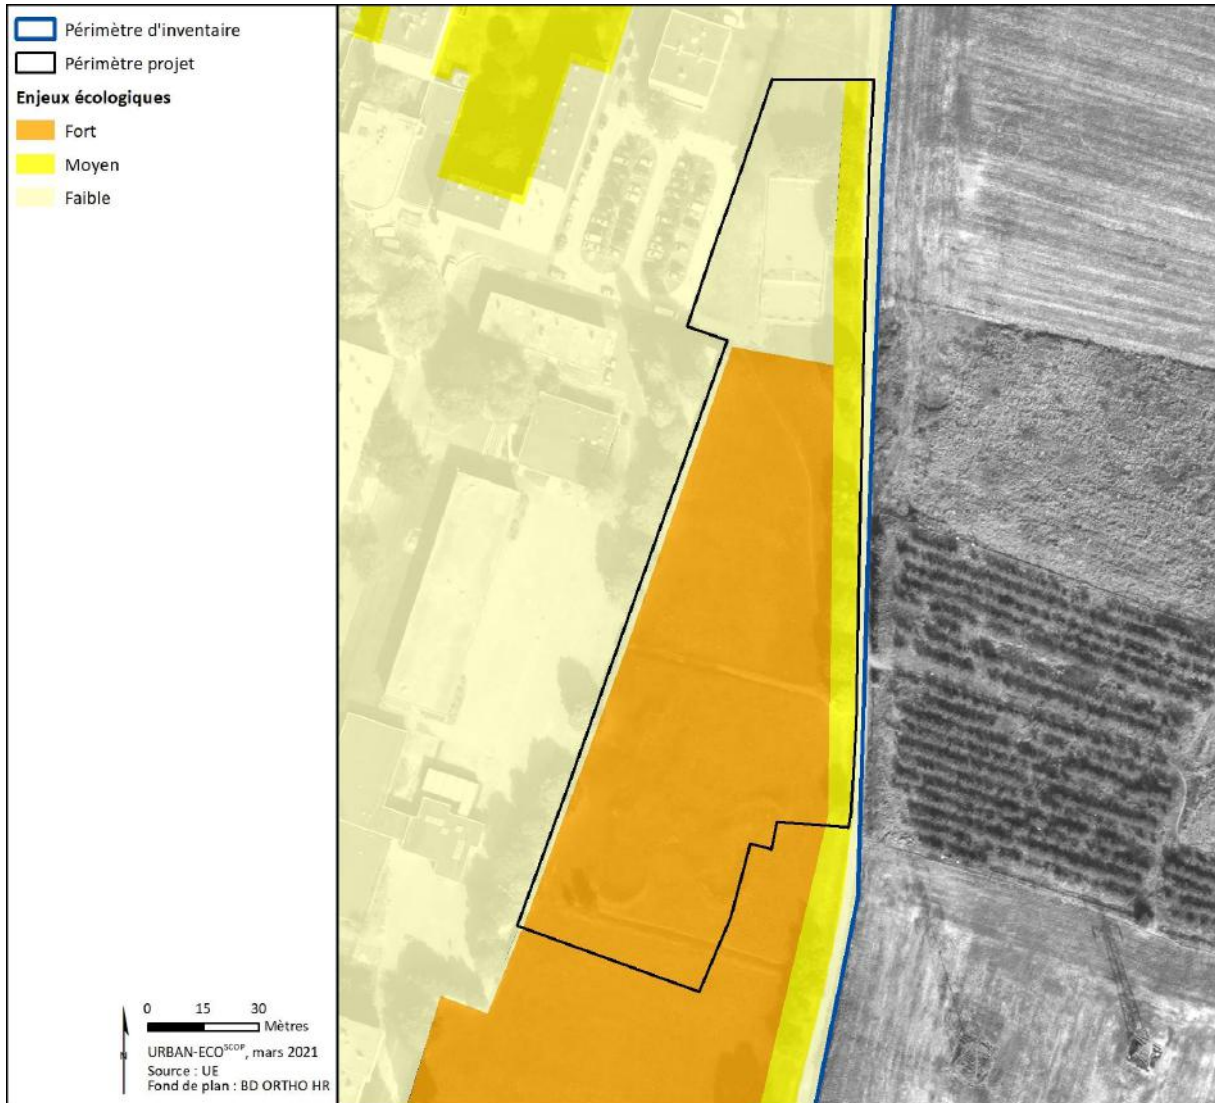 Périmètre d'inventaire
Périmètre projet
Enjeux écologiques
Fort
Moyen
Faible
0 15 30
Mètres
N
URBAN-ECOSCOP, mars 2021
Source : UE
Fond de plan : BD ORTHO HR